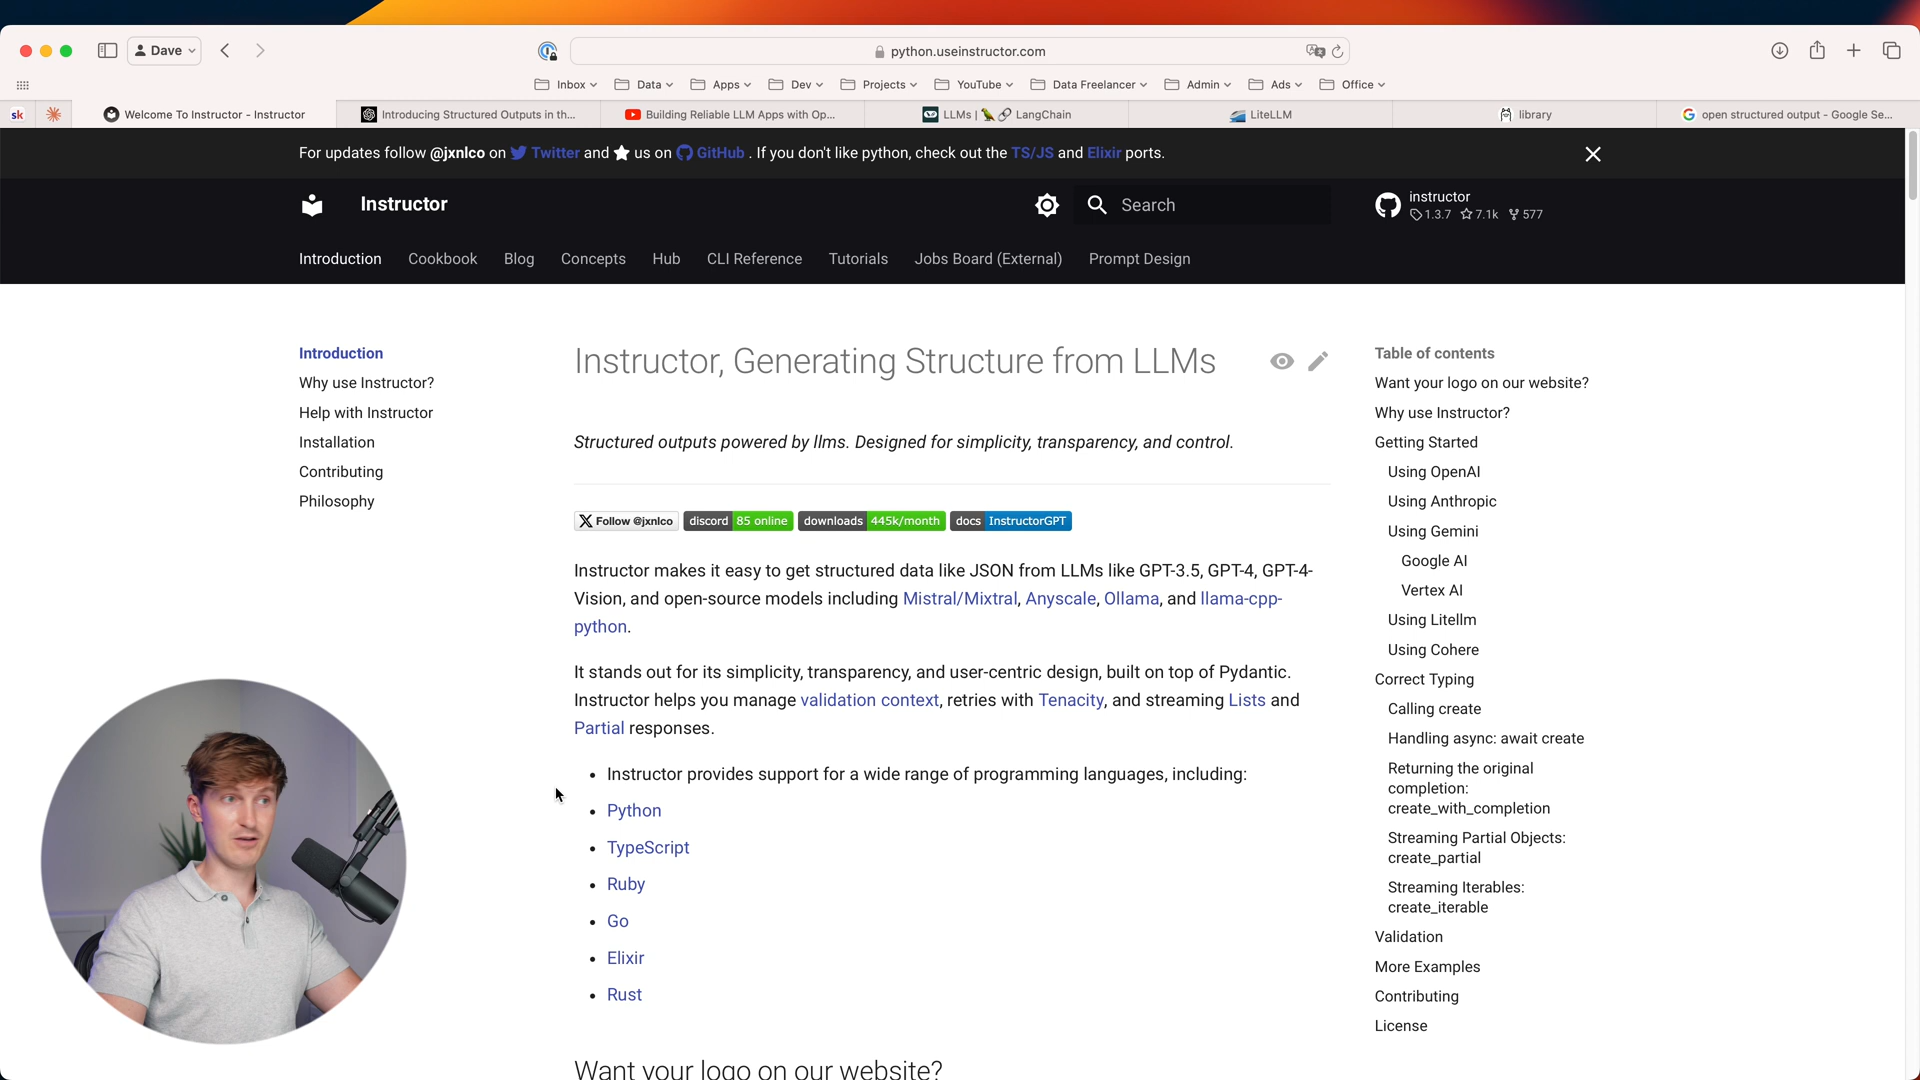 Dave
python.useinstructor.com
Inbox
Data
Apps
Dev
Projects
YouTube
Data Freelancer
Admin
Ads
Office
sk
Welcome To Instructor - Instructor
Introducing Structured Outputs in th...
Building Reliable LLM Apps with Op...
LLMs | 🦜️🔗 LangChain
LiteLLM
library
open structured output - Google Se...
For updates follow @jxnlco on Twitter and ★ us on GitHub . If you don't like python, check out the TS/JS and Elixir ports.
Instructor
Search
instructor
1.3.7 7.1k 577
Introduction
Cookbook
Blog
Concepts
Hub
CLI Reference
Tutorials
Jobs Board (External)
Prompt Design
Introduction
Why use Instructor?
Help with Instructor
Installation
Contributing
Philosophy
Instructor, Generating Structure from LLMs
Structured outputs powered by llms. Designed for simplicity, transparency, and control.
Follow @jxnlco
discord 85 online
downloads 445k/month
docs InstructorGPT
Instructor makes it easy to get structured data like JSON from LLMs like GPT-3.5, GPT-4, GPT-4-
Vision, and open-source models including Mistral/Mixtral, Anyscale, Ollama, and llama-cpp-
python.
It stands out for its simplicity, transparency, and user-centric design, built on top of Pydantic.
Instructor helps you manage validation context, retries with Tenacity, and streaming Lists and
Partial responses.
• Instructor provides support for a wide range of programming languages, including:
• Python
• TypeScript
• Ruby
• Go
• Elixir
• Rust
Want your logo on our website?
Table of contents
Want your logo on our website?
Why use Instructor?
Getting Started
Using OpenAI
Using Anthropic
Using Gemini
Google AI
Vertex AI
Using Litellm
Using Cohere
Correct Typing
Calling create
Handling async: await create
Returning the original
completion:
create_with_completion
Streaming Partial Objects:
create_partial
Streaming Iterables:
create_iterable
Validation
More Examples
Contributing
License